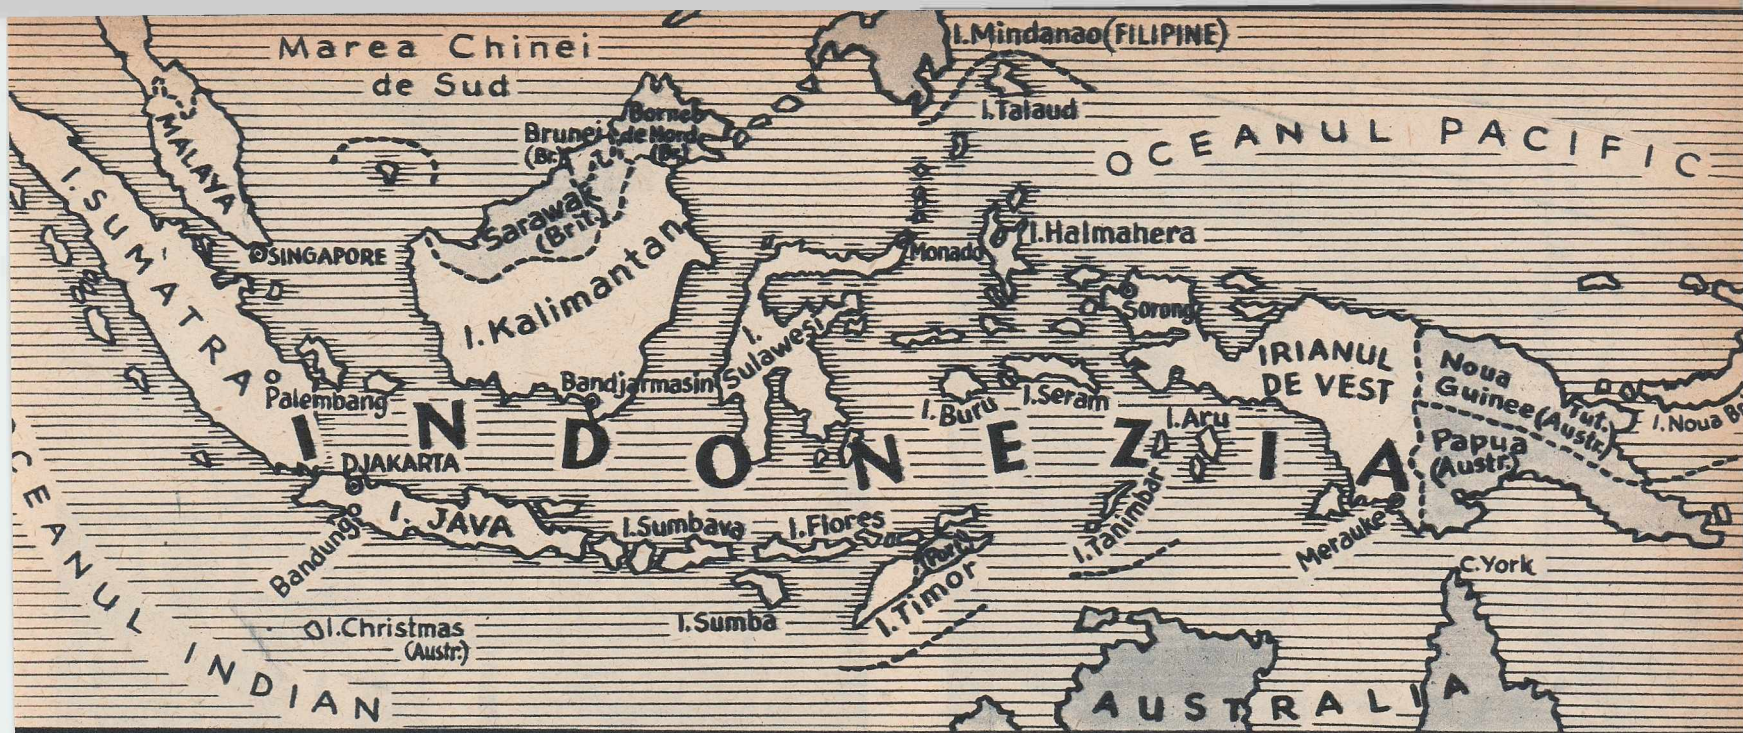 I.Mindanao(FILIPINE)
Marea Chinei
de Sud
I.Talaud
OCEANUL PACIFIC
Borneo
de Nord
(Br.)
Brunei
(Br.)
MALAYA
Sarawak
(Brit.)
SINGAPORE
I.SUMATRA
I.Kalimantan
I.Halmahera
Monado
Sorong
I.
Sulawesi
IRIANUL
DE VEST
Noua
Guinee(Austr.)
Tut.
Bandjarmasin
Palembang
I.Buru
I.Seram
I.Aru
I.Noua Br
INDONEZIA
Papua
(Austr.)
DJAKARTA
I. JAVA
Bandung
I.Sumbava
I.Flores
(Port.)
I.Timor
I.Tanimbar
Merauke
C.York
I.Sumba
I.Christmas
(Austr.)
OCEANUL INDIAN
AUSTRALIA